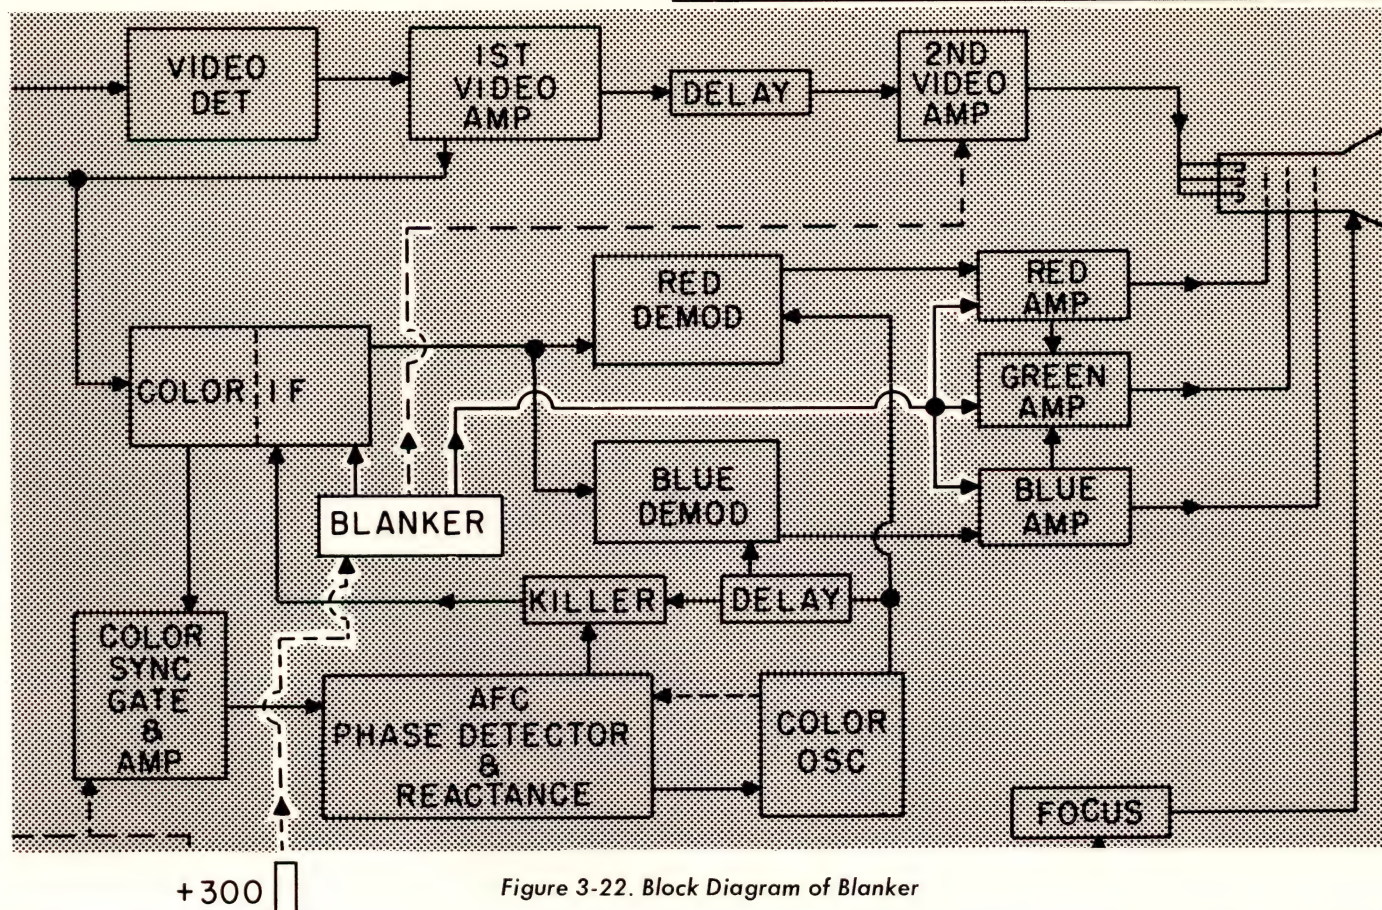 VIDEO
DET
1ST
VIDEO
AMP
DELAY
2ND
VIDEO
AMP
RED
DEMOD
RED
AMP
COLOR IF
GREEN
AMP
BLUE
DEMOD
BLUE
AMP
BLANKER
KILLER
DELAY
COLOR
SYNC
GATE
&
AMP
AFC
PHASE DETECTOR
&
REACTANCE
COLOR
OSC
FOCUS
+300
Figure 3-22. Block Diagram of Blanker